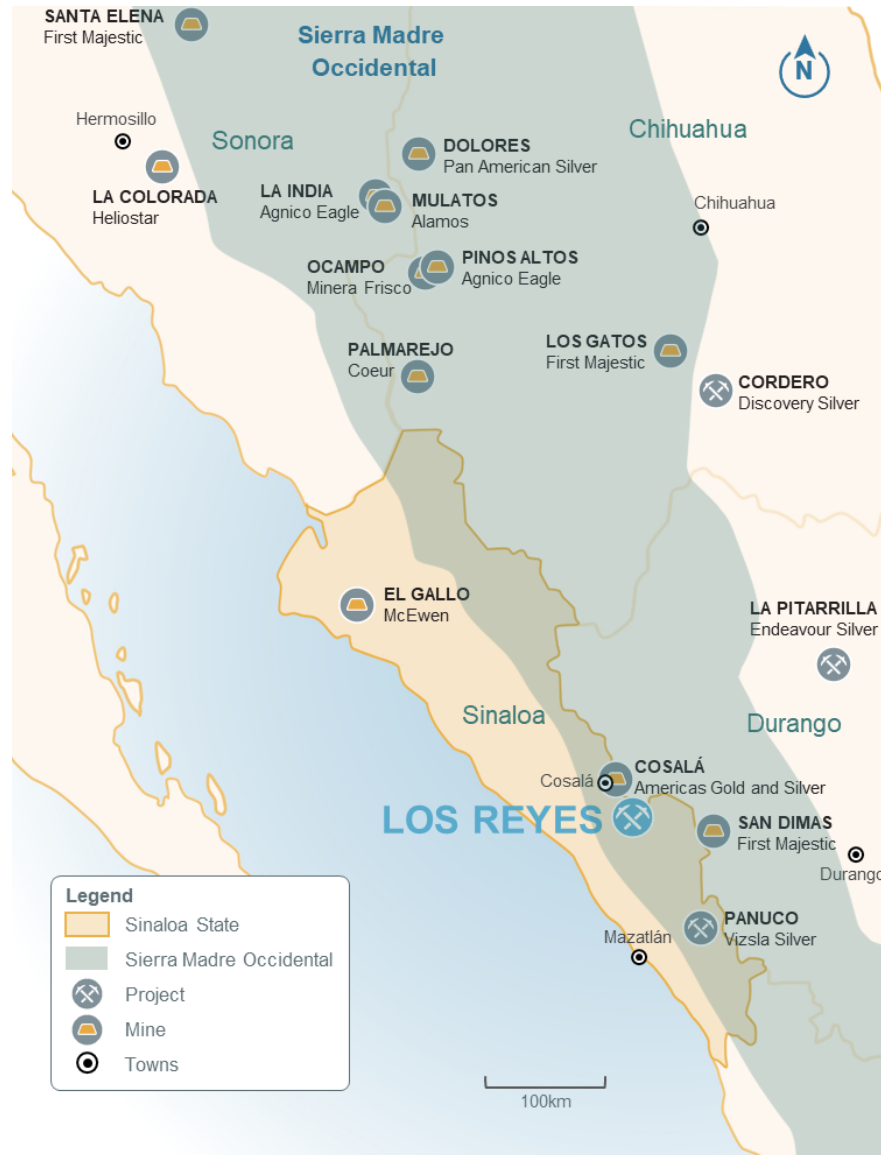 SANTA ELENA
First Majestic
Sierra Madre
Occidental
N
Hermosillo
Sonora
Chihuahua
DOLORES
Pan American Silver
LA COLORADA
Heliostar
LA INDIA
Agnico Eagle
MULATOS
Alamos
Chihuahua
OCAMPO
Minera Frisco
PINOS ALTOS
Agnico Eagle
PALMAREJO
Coeur
LOS GATOS
First Majestic
CORDERO
Discovery Silver
EL GALLO
McEwen
LA PITARRILLA
Endeavour Silver
Sinaloa
Durango
Cosalá
COSALÁ
Americas Gold and Silver
LOS REYES
SAN DIMAS
First Majestic
Durango
PANUCO
Vizsla Silver
Mazatlán
Legend
Sinaloa State
Sierra Madre Occidental
Project
Mine
Towns
100km